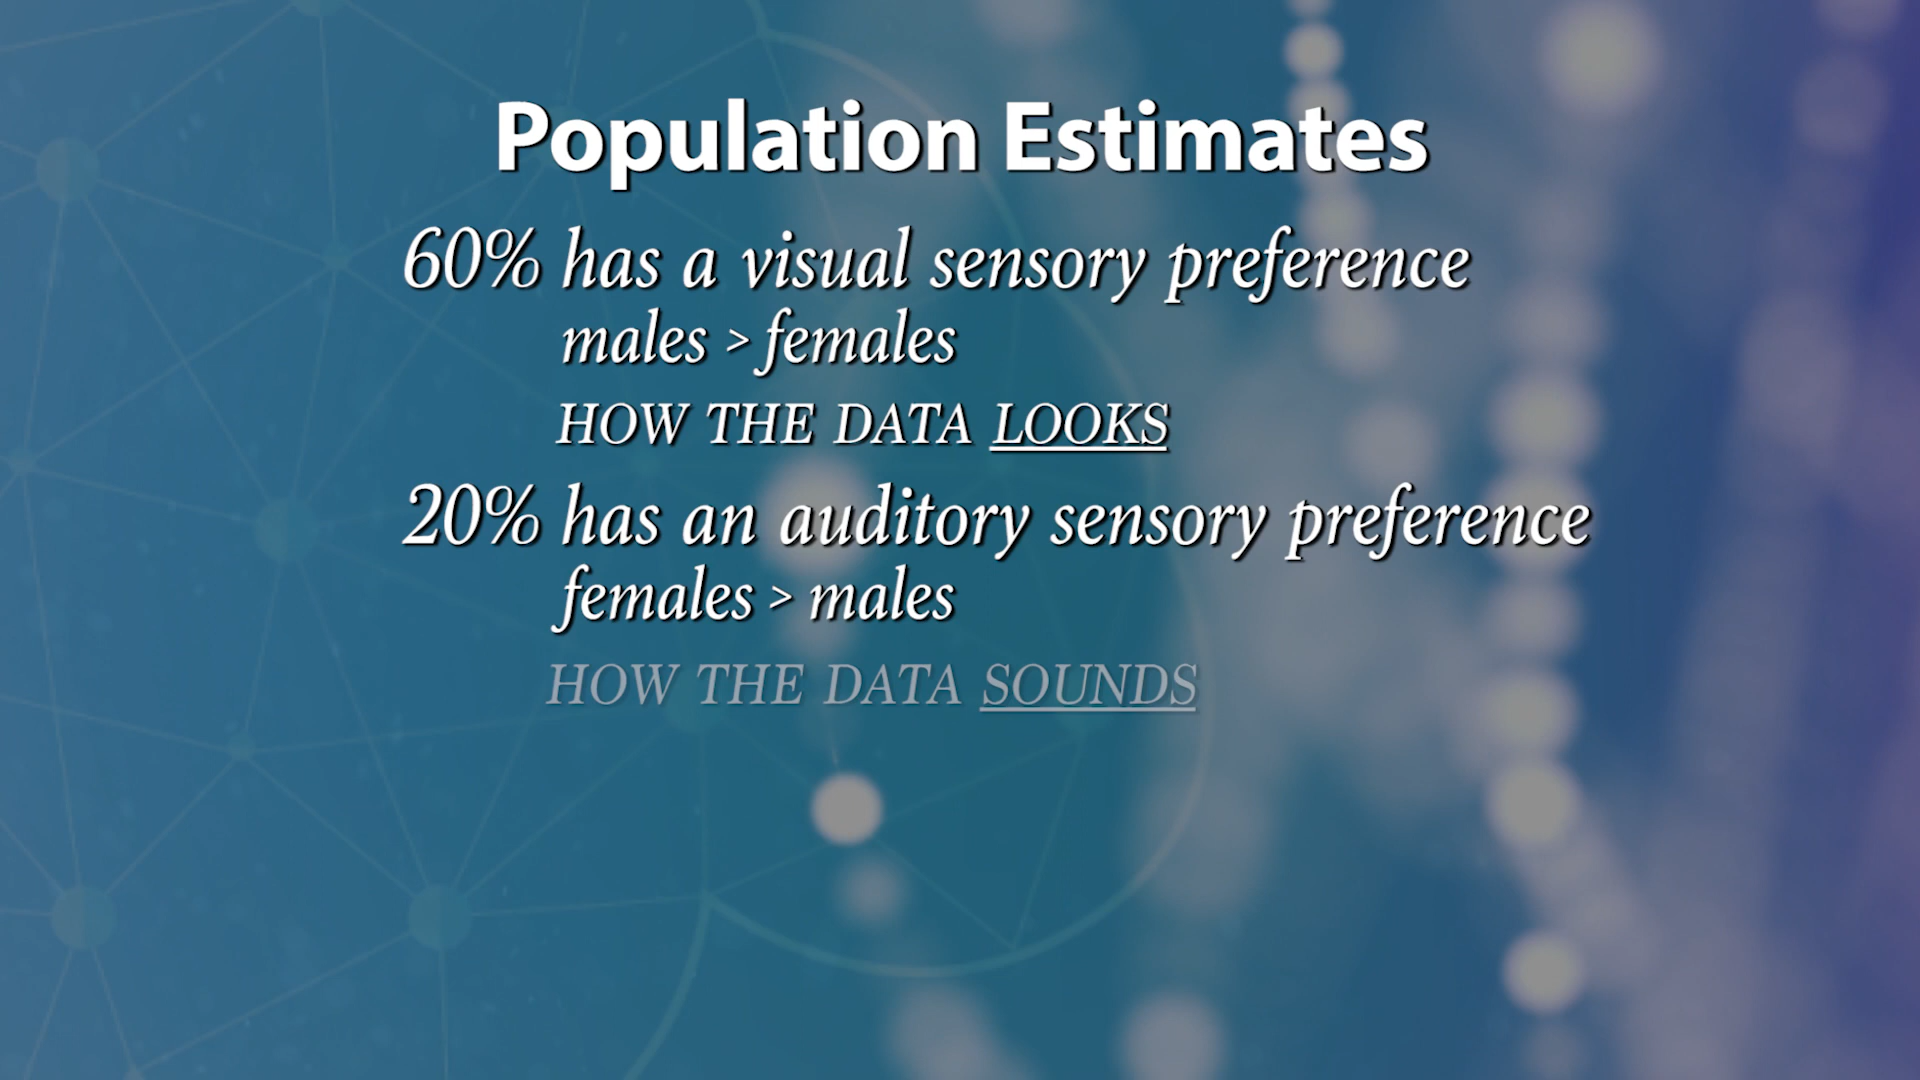 Population Estimates
60% has a visual sensory preference
males > females
HOW THE DATA LOOKS
20% has an auditory sensory preference
females > males
HOW THE DATA SOUNDS